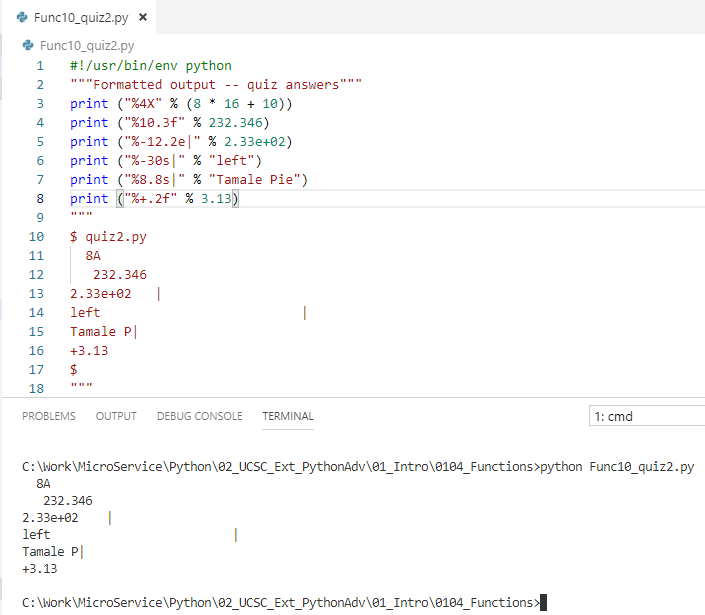 Func10_quiz2.py ×
Func10_quiz2.py
1 #!/usr/bin/env python
2 """Formatted output -- quiz answers"""
3 print ("%4X" % (8 * 16 + 10))
4 print ("%10.3f" % 232.346)
5 print ("%-12.2e|" % 2.33e+02)
6 print ("%-30s|" % "left")
7 print ("%8.8s|" % "Tamale Pie")
8 print ("%+.2f" % 3.13)
9 """
10 $ quiz2.py
11   8A
12    232.346
13 2.33e+02    |
14 left                          |
15 Tamale P|
16 +3.13
17 $
18 """
PROBLEMS OUTPUT DEBUG CONSOLE TERMINAL 1: cmd
C:\Work\MicroService\Python\02_UCSC_Ext_PythonAdv\01_Intro\0104_Functions>python Func10_quiz2.py
  8A
   232.346
2.33e+02    |
left                          |
Tamale P|
+3.13
C:\Work\MicroService\Python\02_UCSC_Ext_PythonAdv\01_Intro\0104_Functions>